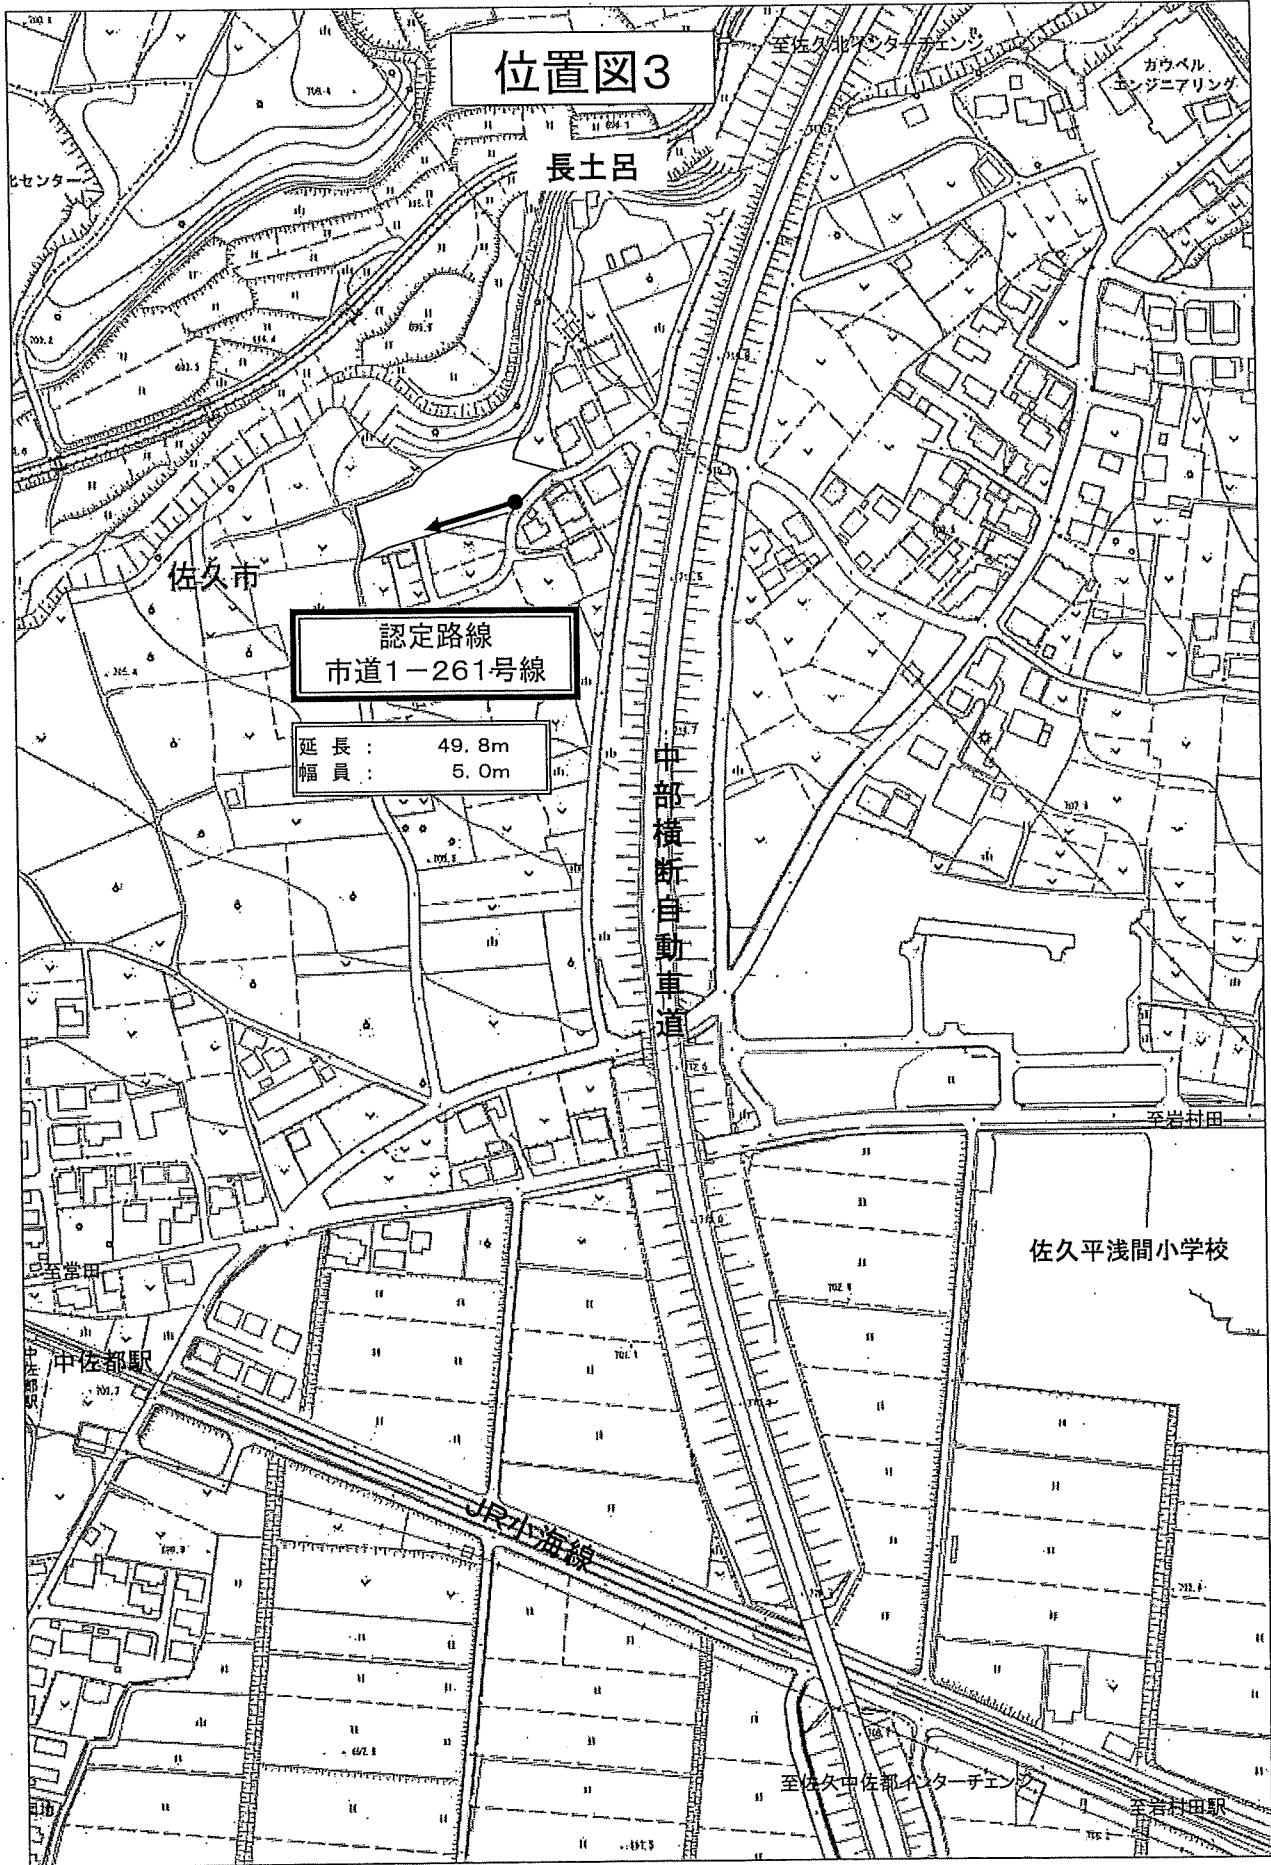 位置図3
至佐久北インターチェンジ
カウベル
エンジニアリング
長土呂
北センター
佐久市
認定路線
市道1-261号線
延長: 49.8m
幅員: 5.0m
中部横断自動車道
至岩村田
佐久平浅間小学校
至常田
中佐都駅
中佐都駅
JR小海線
至佐久中佐都インターチェンジ
至岩村田駅